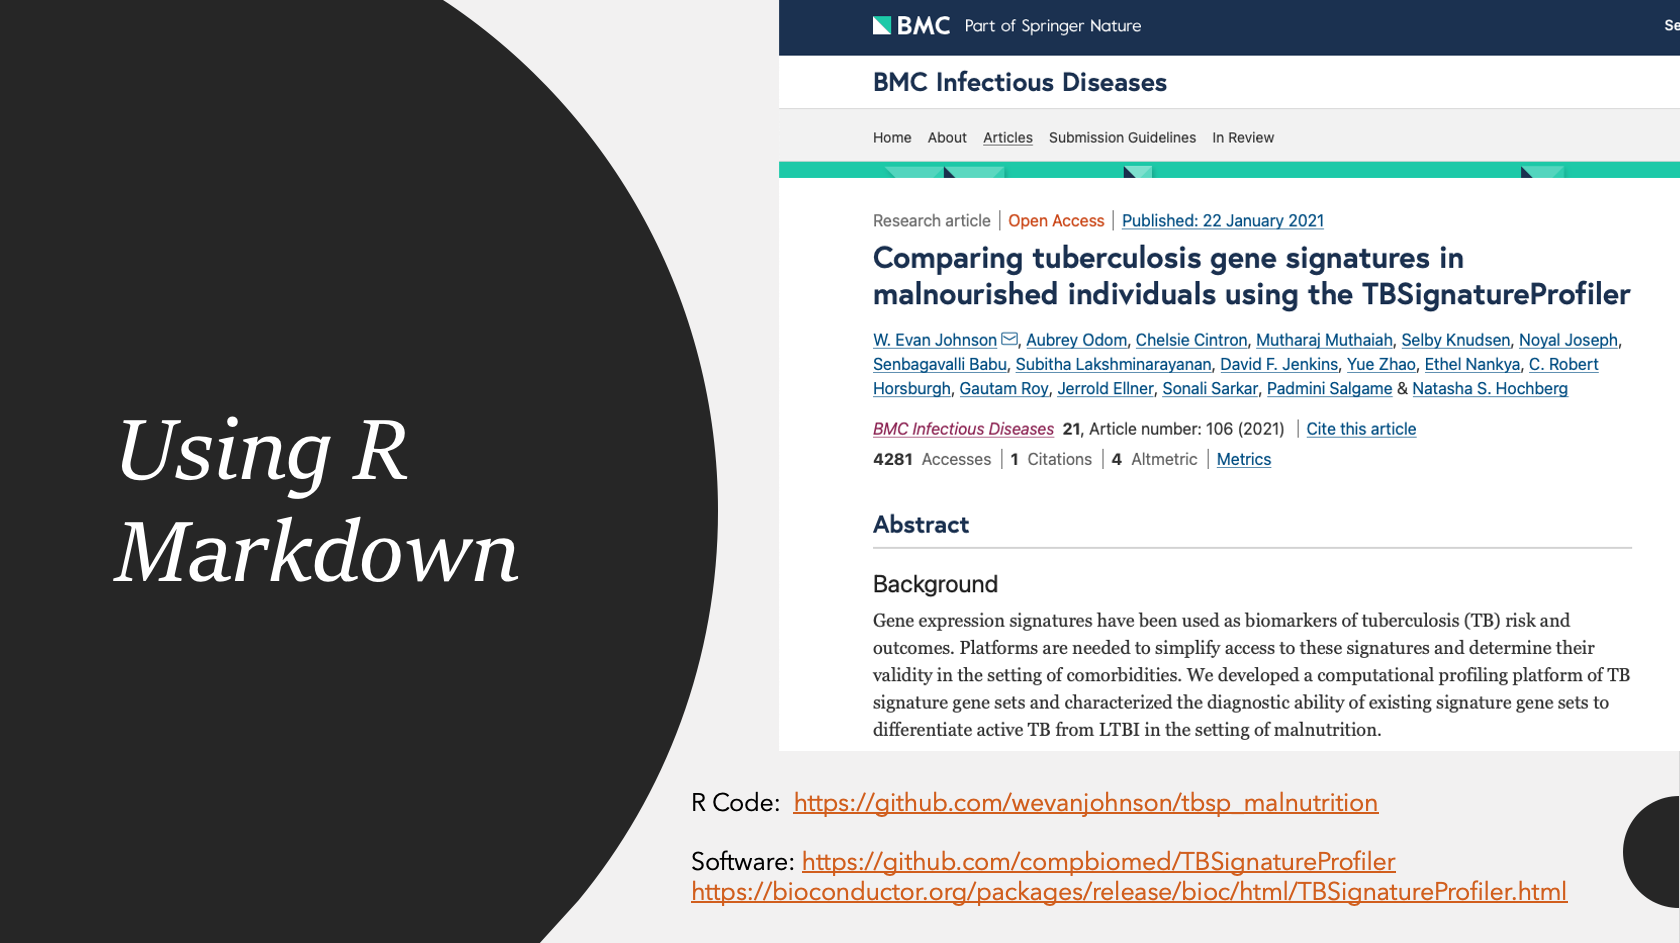 Using R
Markdown
BMC Part of Springer Nature
Se
BMC Infectious Diseases
Home About Articles Submission Guidelines In Review
Research article | Open Access | Published: 22 January 2021
Comparing tuberculosis gene signatures in
malnourished individuals using the TBSignatureProfiler
W. Evan Johnson, Aubrey Odom, Chelsie Cintron, Mutharaj Muthaiah, Selby Knudsen, Noyal Joseph,
Senbagavalli Babu, Subitha Lakshminarayanan, David F. Jenkins, Yue Zhao, Ethel Nankya, C. Robert
Horsburgh, Gautam Roy, Jerrold Ellner, Sonali Sarkar, Padmini Salgame & Natasha S. Hochberg
BMC Infectious Diseases 21, Article number: 106 (2021) | Cite this article
4281 Accesses | 1 Citations | 4 Altmetric | Metrics
Abstract
Background
Gene expression signatures have been used as biomarkers of tuberculosis (TB) risk and
outcomes. Platforms are needed to simplify access to these signatures and determine their
validity in the setting of comorbidities. We developed a computational profiling platform of TB
signature gene sets and characterized the diagnostic ability of existing signature gene sets to
differentiate active TB from LTBI in the setting of malnutrition.
R Code: https://github.com/wevanjohnson/tbsp_malnutrition
Software: https://github.com/compbiomed/TBSignatureProfiler
https://bioconductor.org/packages/release/bioc/html/TBSignatureProfiler.html